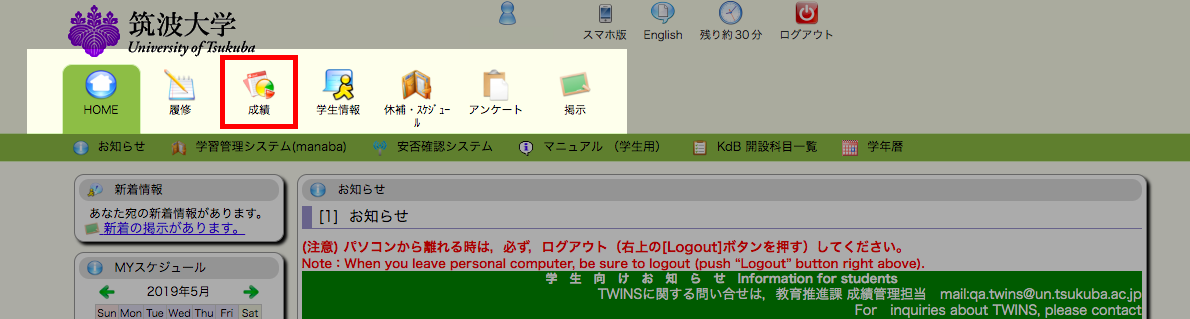 筑波大学
University of Tsukuba
スマホ版 English 残り約30分 ログアウト
HOME 履修 成績 学生情報 休補・ｽｹｼﾞｭｰﾙ アンケート 掲示
お知らせ 学習管理システム(manaba) 安否確認システム マニュアル （学生用） KdB 開設科目一覧 学年暦
新着情報
あなた宛の新着情報があります。
新着の掲示があります。
MYスケジュール
2019年5月
Sun Mon Tue Wed Thu Fri Sat
お知らせ
[1] お知らせ
(注意) パソコンから離れる時は，必ず，ログアウト（右上の[Logout]ボタンを押す）してください。
Note：When you leave personal computer, be sure to logout (push “Logout” button right above).
学 生 向 け お 知 ら せ Information for students
TWINSに関する問い合せは，教育推進課 成績管理担当 mail:qa.twins@un.tsukuba.ac.jp
For inquiries about TWINS, please contact